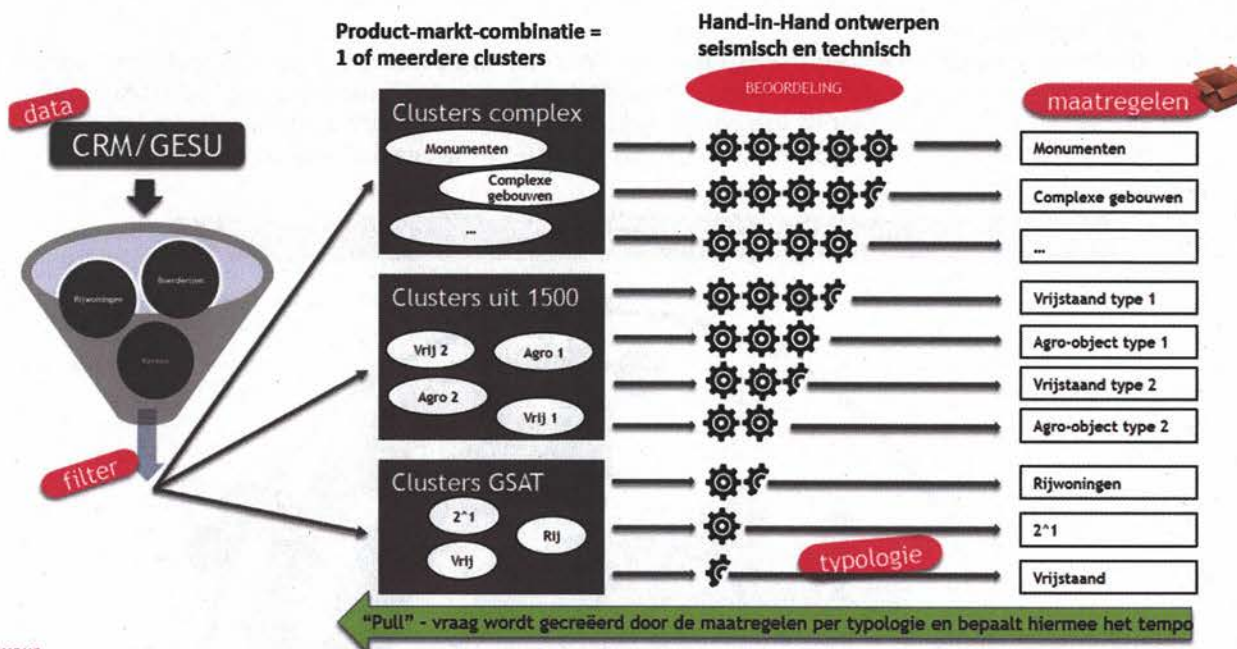 Product-markt-combinatie =
1 of meerdere clusters
Hand-in-Hand ontwerpen
seismisch en technisch
data
CRM/GESU
Rijwoningen
Boerderijen
filter
Clusters complex
Monumenten
Complexe
gebouwen
...
Clusters uit 1500
Vrij 2
Agro 1
Agro 2
Vrij 1
Clusters GSAT
2^1
Rij
Vrij
BEOORDELING
typologie
maatregelen
Monumenten
Complexe gebouwen
...
Vrijstaand type 1
Agro-object type 1
Vrijstaand type 2
Agro-object type 2
Rijwoningen
2^1
Vrijstaand
"Pull" - vraag wordt gecreëerd door de maatregelen per typologie en bepaalt hiermee het tempo